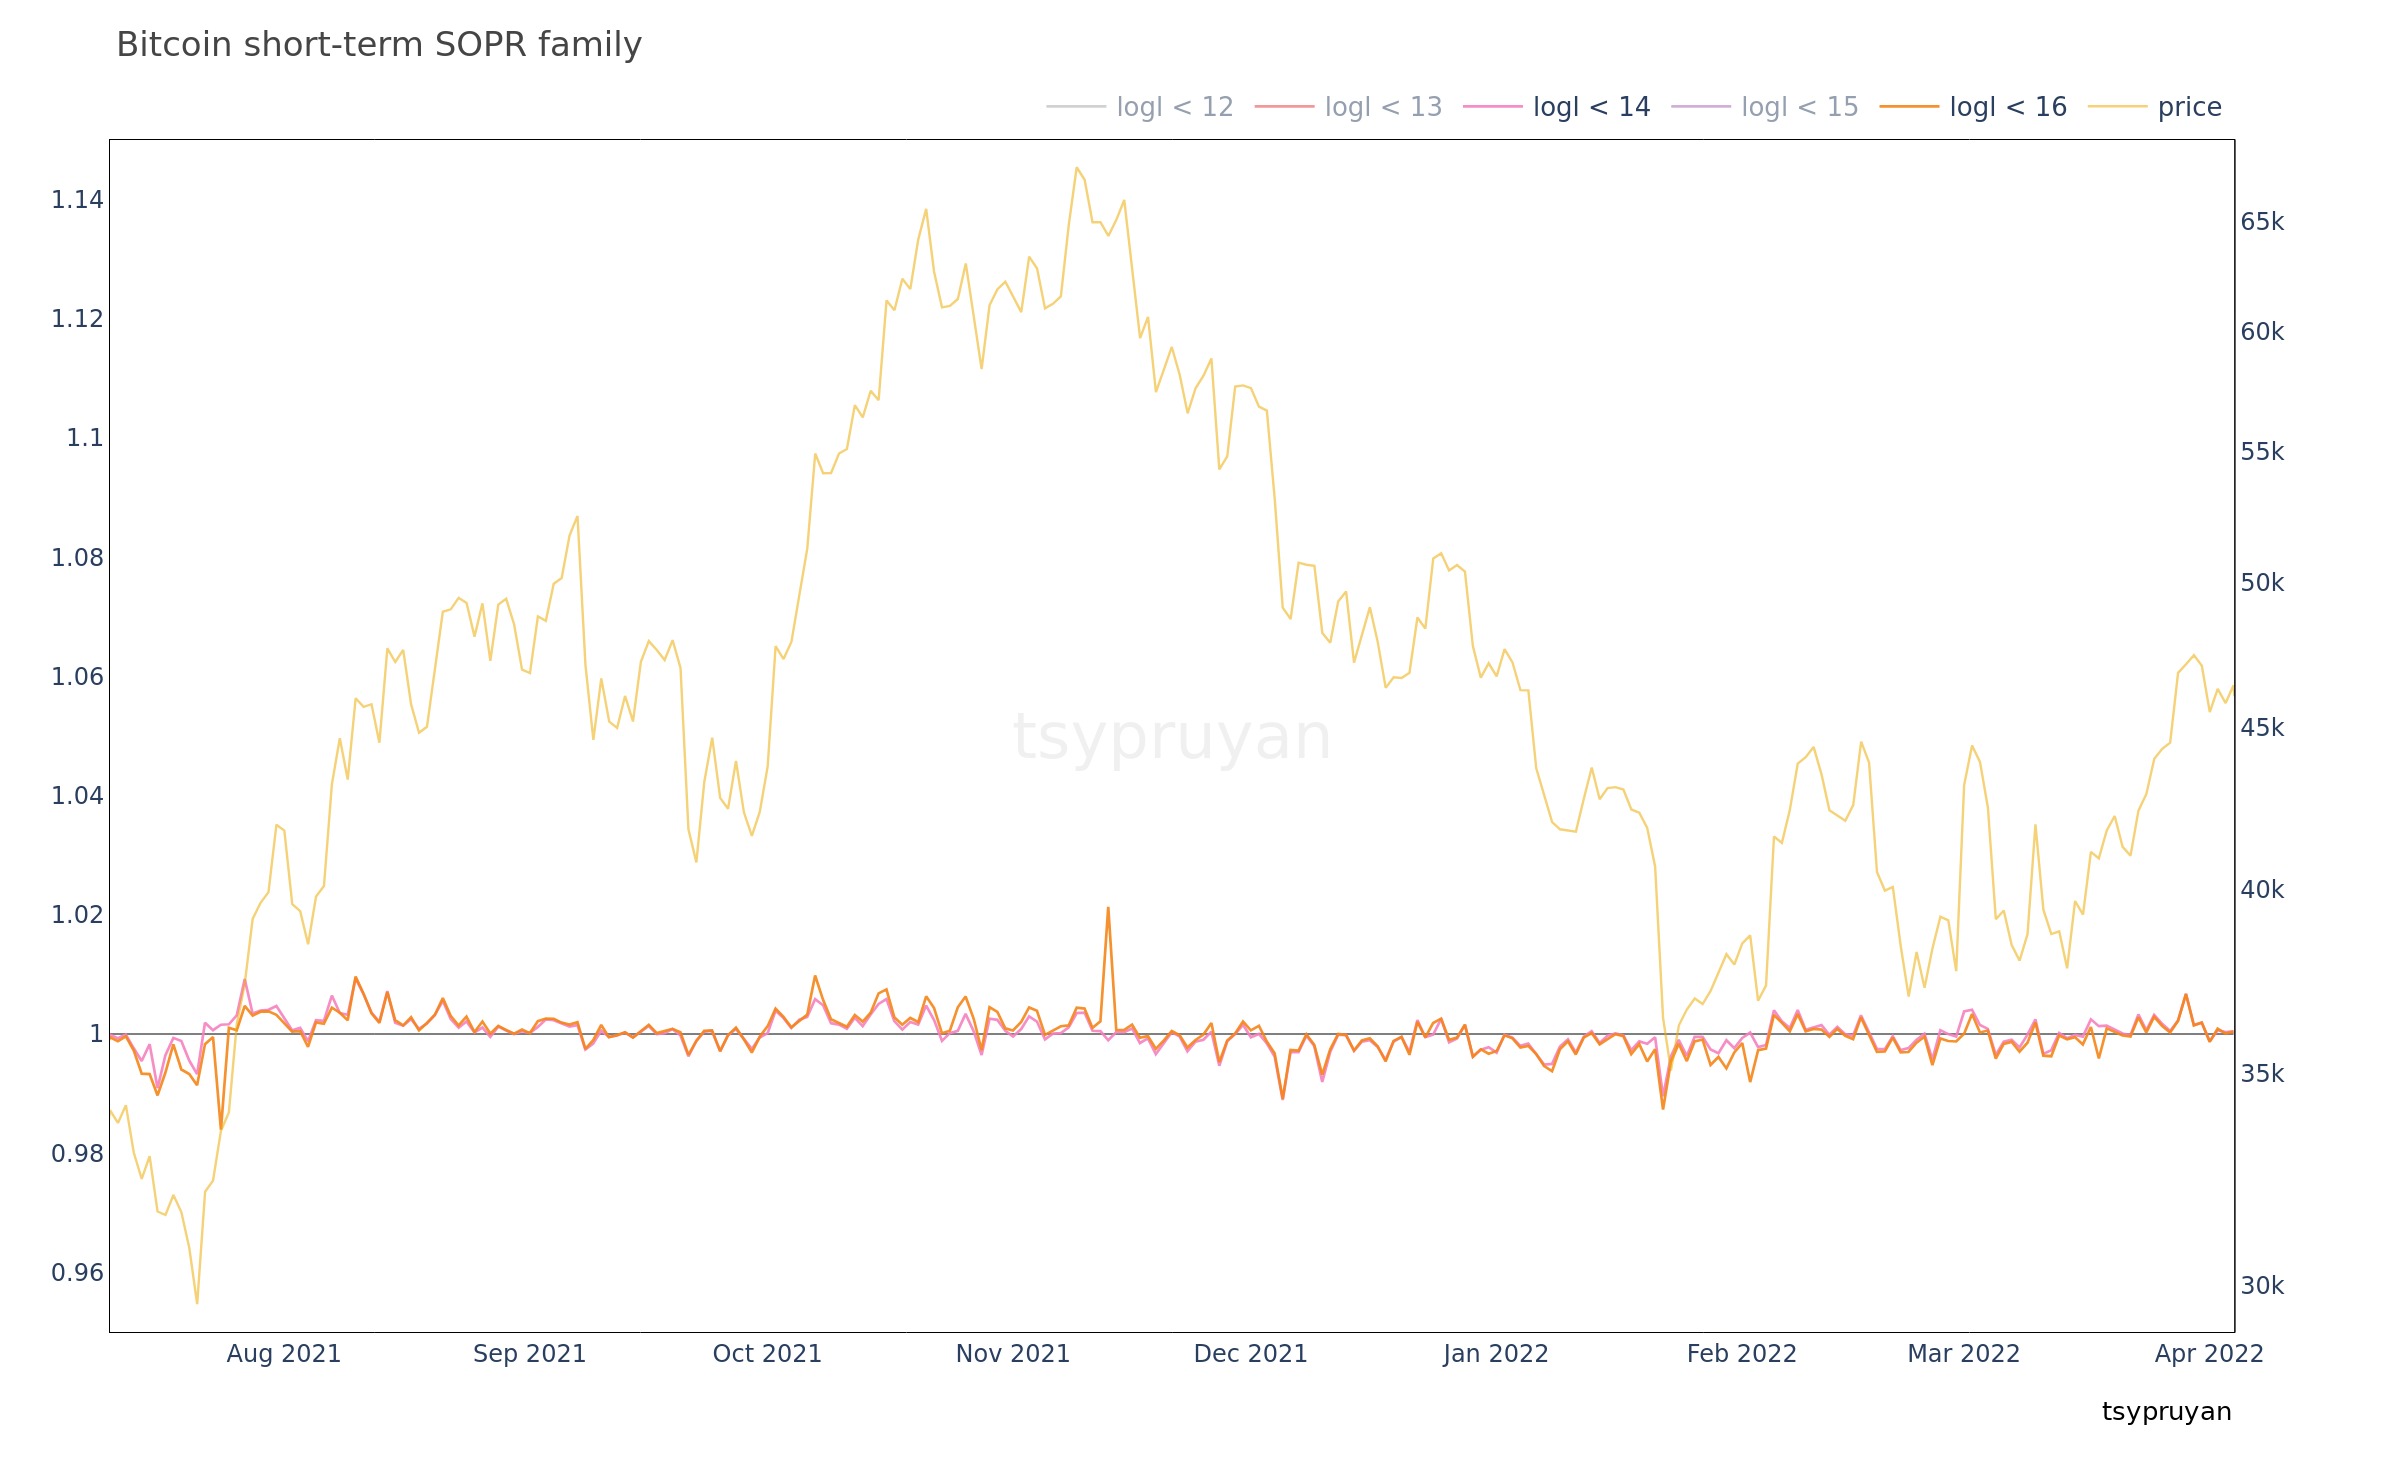 Bitcoin short-term SOPR family
logl < 12 logl < 13 logl < 14 logl < 15 logl < 16 price
1.14
1.12
1.1
1.08
1.06
1.04
1.02
1
0.98
0.96
65k
60k
55k
50k
45k
40k
35k
30k
tsypruyan
Aug 2021 Sep 2021 Oct 2021 Nov 2021 Dec 2021 Jan 2022 Feb 2022 Mar 2022 Apr 2022
tsypruyan